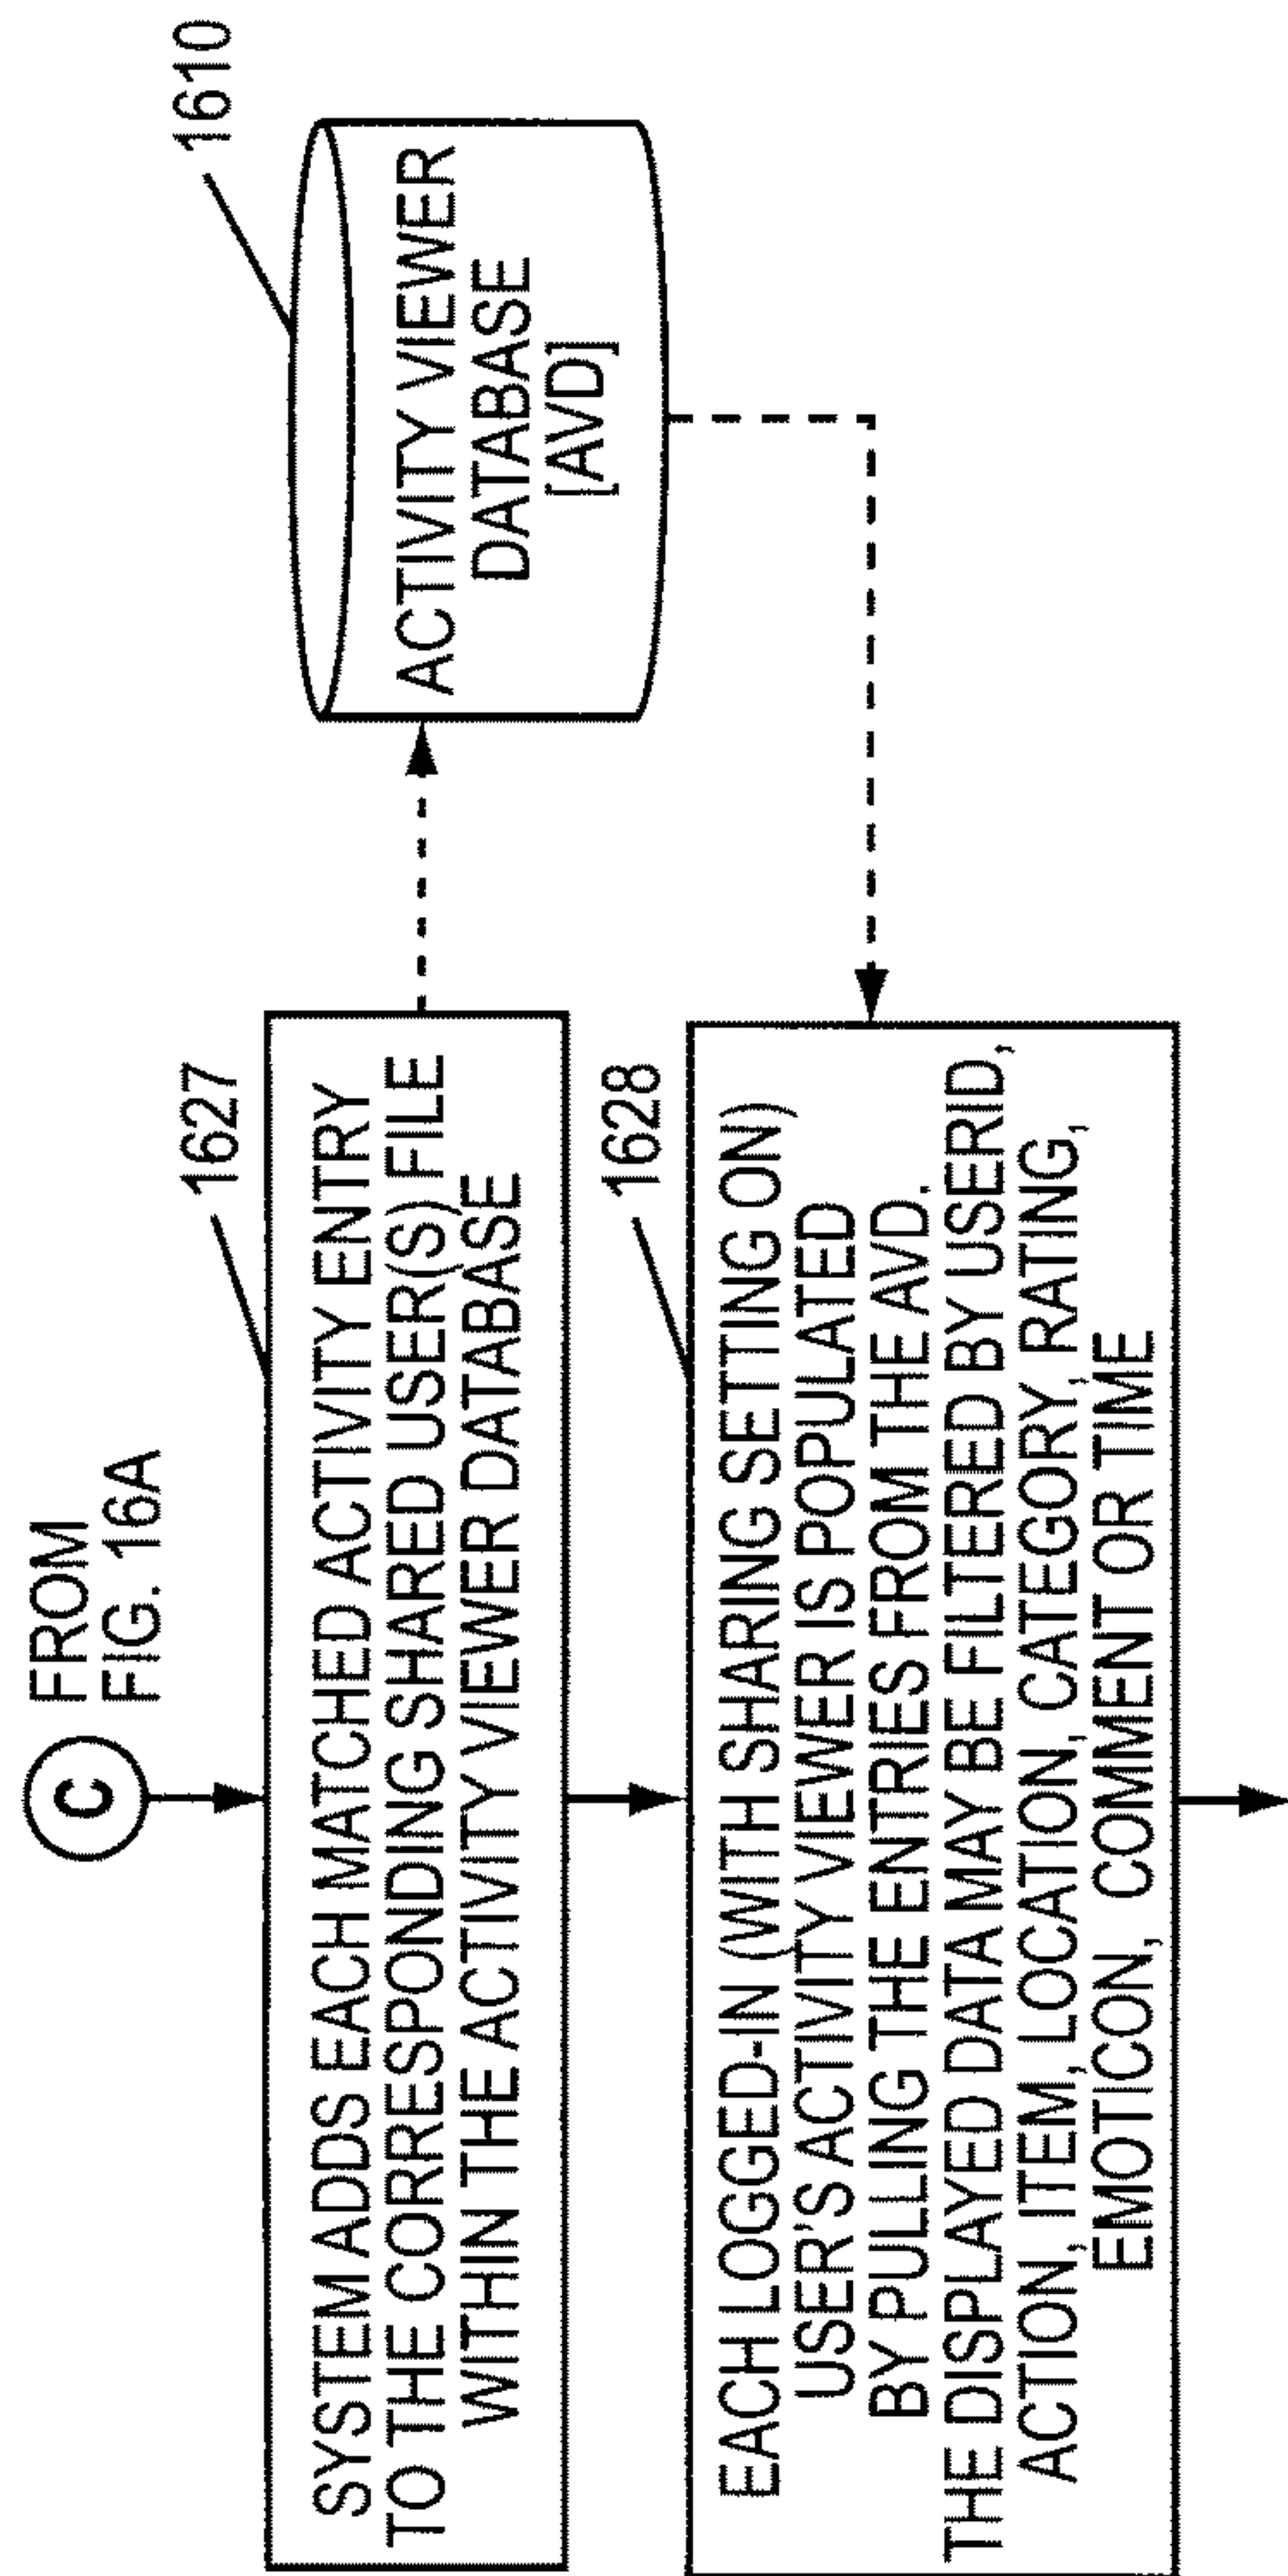 C
FROM
FIG. 16A
1627
SYSTEM ADDS EACH MATCHED ACTIVITY ENTRY
TO THE CORRESPONDING SHARED USER(S) FILE
WITHIN THE ACTIVITY VIEWER DATABASE
1610
ACTIVITY VIEWER
DATABASE
[AVD]
1628
EACH LOGGED-IN (WITH SHARING SETTING ON)
USER'S ACTIVITY VIEWER IS POPULATED
BY PULLING THE ENTRIES FROM THE AVD.
THE DISPLAYED DATA MAY BE FILTERED BY USERID,
ACTION, ITEM, LOCATION, CATEGORY, RATING,
EMOTICON, COMMENT OR TIME